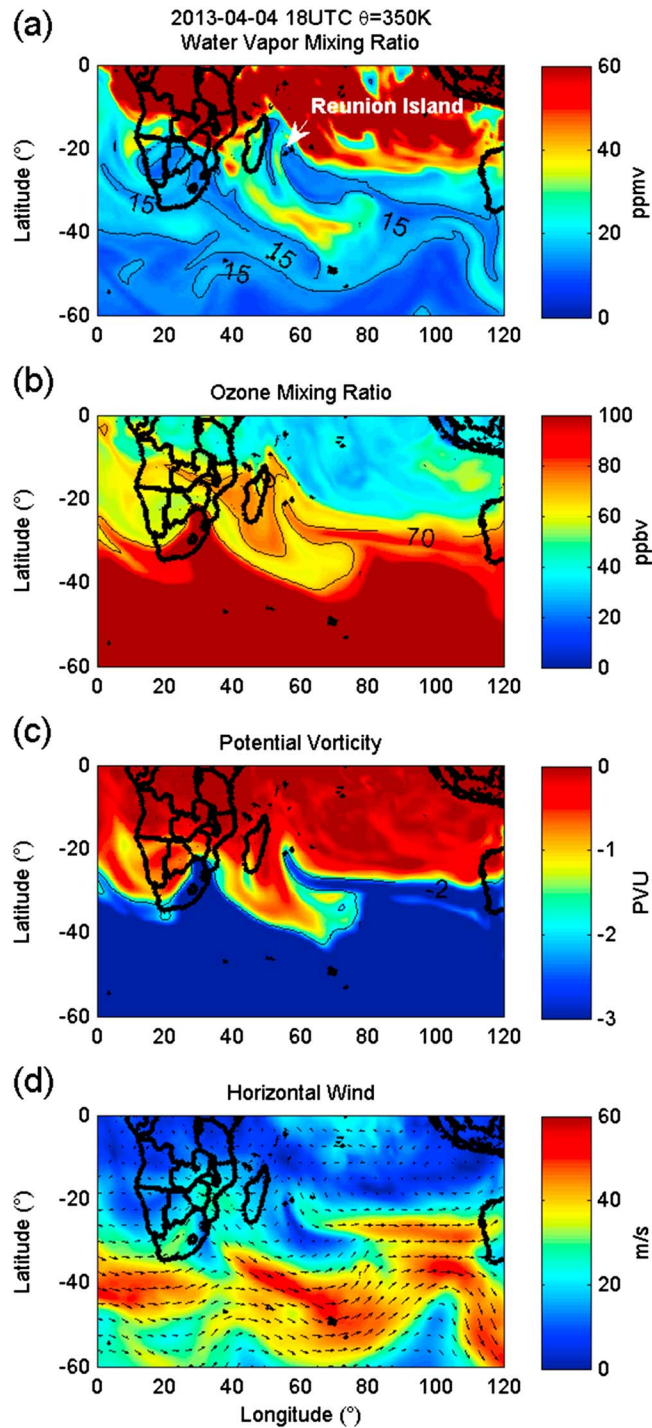 (a)
2013-04-04 18UTC θ=350K
Water Vapor Mixing Ratio
Reunion Island
15
15
15
15
0
-20
-40
-60
0 20 40 60 80 100 120
Latitude (°)
60
40
20
0
ppmv
(b)
Ozone Mixing Ratio
70
0
-20
-40
-60
0 20 40 60 80 100 120
Latitude (°)
100
80
60
40
20
0
ppbv
(c)
Potential Vorticity
-2
0
-20
-40
-60
0 20 40 60 80 100 120
Latitude (°)
0
-1
-2
-3
PVU
(d)
Horizontal Wind
0
-20
-40
-60
0 20 40 60 80 100 120
Latitude (°)
Longitude (°)
60
40
20
0
m/s